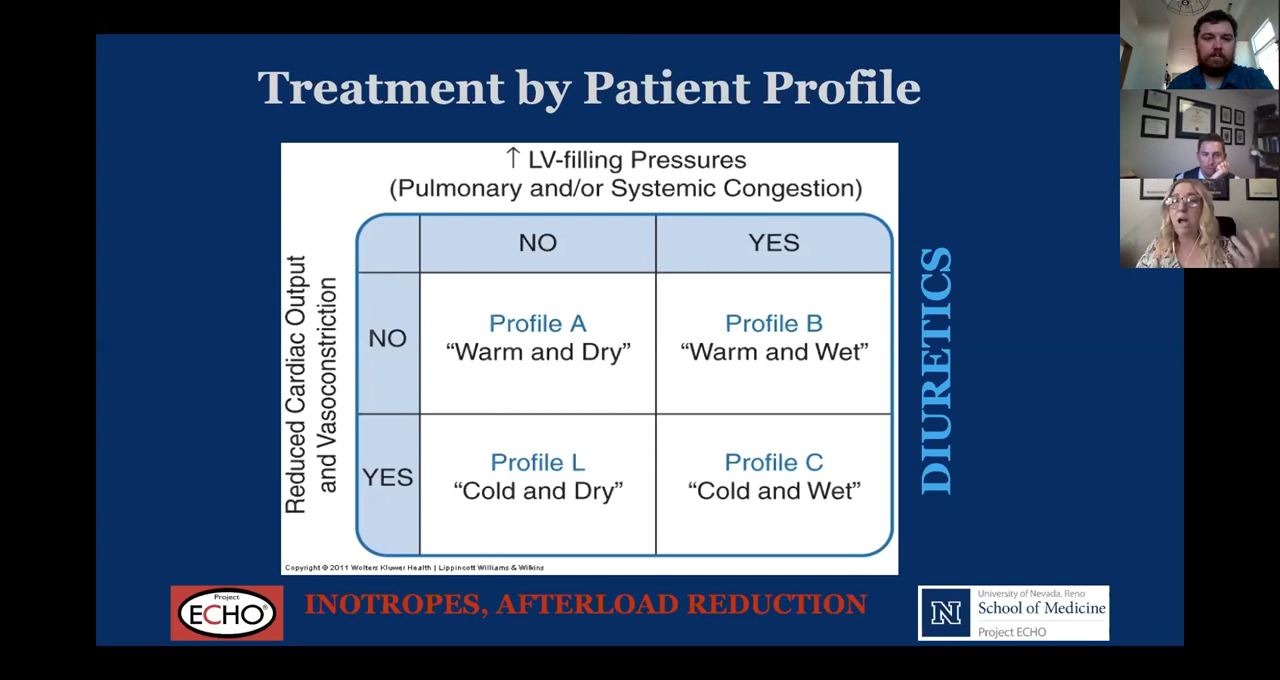 Treatment by Patient Profile
↑ LV-filling Pressures
(Pulmonary and/or Systemic Congestion)
Reduced Cardiac Output
and Vasoconstriction
NO
YES
NO
Profile A
“Warm and Dry”
Profile B
“Warm and Wet”
YES
Profile L
“Cold and Dry”
Profile C
“Cold and Wet”
DIURETICS
Copyright © 2011 Wolters Kluwer Health | Lippincott Williams & Wilkins
INOTROPES, AFTERLOAD REDUCTION
Project
ECHO®
N
University of Nevada, Reno
School of Medicine
Project ECHO